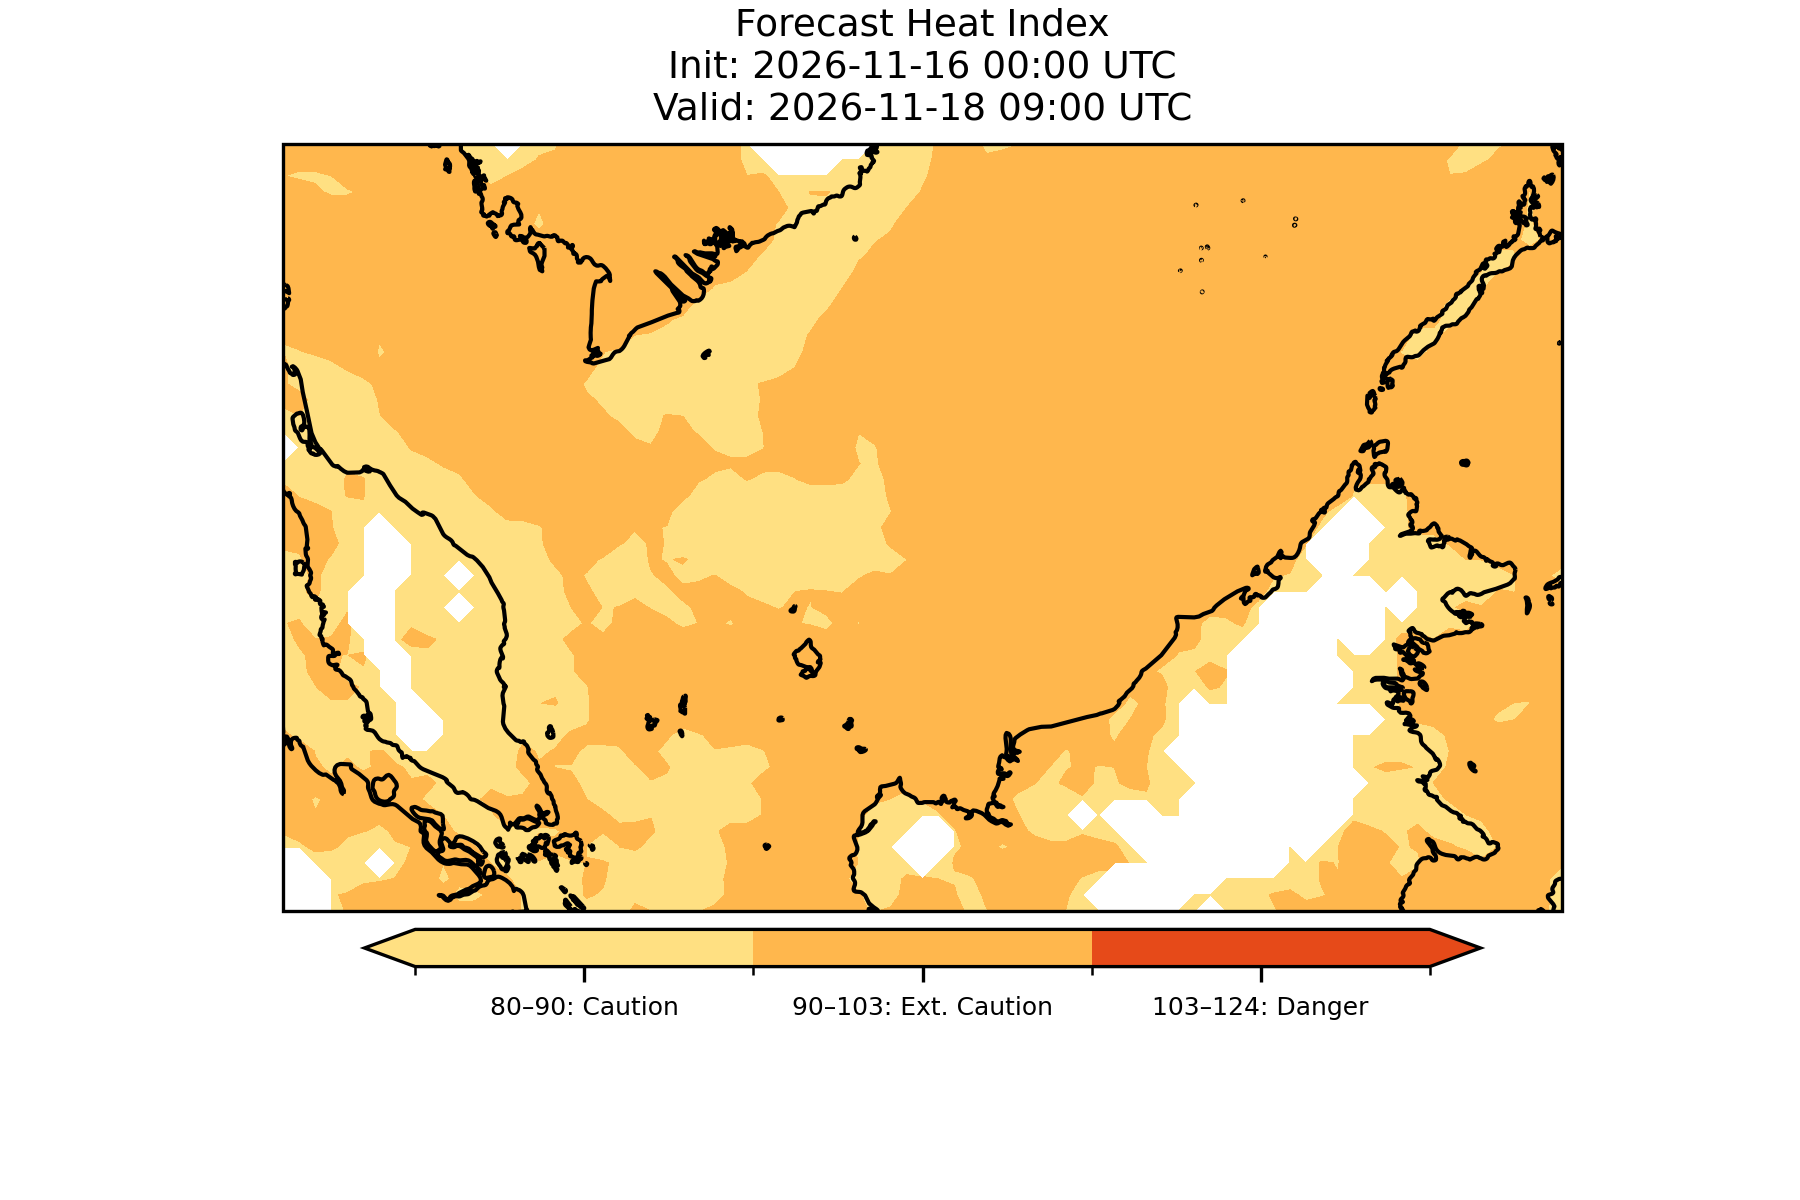 Forecast Heat Index
Init: 2026-11-16 00:00 UTC
Valid: 2026-11-18 09:00 UTC
80–90: Caution
90–103: Ext. Caution
103–124: Danger